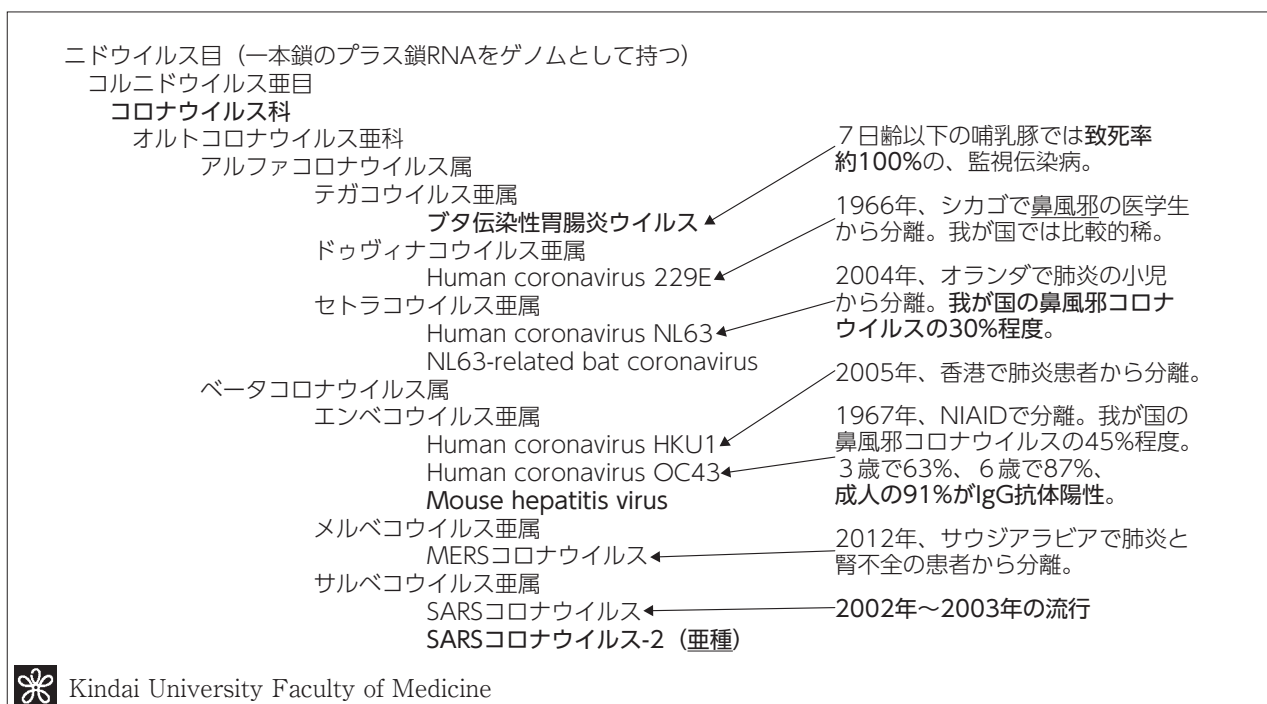 ニドウイルス目（一本鎖のプラス鎖RNAをゲノムとして持つ）
コルニドウイルス亜目
コロナウイルス科
オルトコロナウイルス亜科
アルファコロナウイルス属
テガコウイルス亜属
ブタ伝染性胃腸炎ウイルス
ドゥヴィナコウイルス亜属
Human coronavirus 229E
セトラコウイルス亜属
Human coronavirus NL63
NL63-related bat coronavirus
ベータコロナウイルス属
エンベコウイルス亜属
Human coronavirus HKU1
Human coronavirus OC43
Mouse hepatitis virus
メルベコウイルス亜属
MERSコロナウイルス
サルベコウイルス亜属
SARSコロナウイルス
SARSコロナウイルス-2（亜種）
７日齢以下の哺乳豚では致死率
約100%の、監視伝染病。
1966年、シカゴで鼻風邪の医学生
から分離。我が国では比較的稀。
2004年、オランダで肺炎の小児
から分離。我が国の鼻風邪コロナ
ウイルスの30%程度。
2005年、香港で肺炎患者から分離。
1967年、NIAIDで分離。我が国の
鼻風邪コロナウイルスの45%程度。
３歳で63%、６歳で87%、
成人の91%がIgG抗体陽性。
2012年、サウジアラビアで肺炎と
腎不全の患者から分離。
2002年～2003年の流行
Kindai University Faculty of Medicine